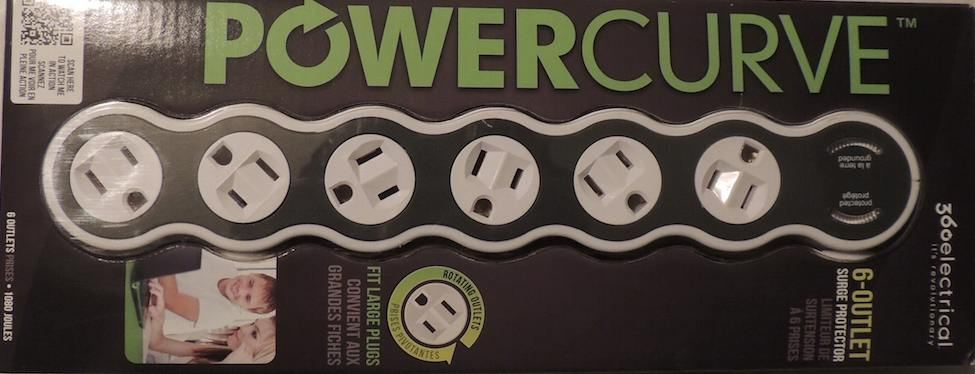 POWERCURVE™
SCAN HERE
TO WATCH ME
IN ACTION
SCANNEZ
POUR ME VOIR EN
PLEINE ACTION
à la terre
grounded
protégé
protected
360electrical
it's revolutionary
6-OUTLET
SURGE PROTECTOR
LIMITEUR DE
SURTENSION
À 6 PRISES
ROTATING OUTLETS
PRISES PIVOTANTES
FIT LARGE PLUGS
CONVIENT AUX
GRANDES FICHES
6 OUTLETS PRISES • 1080 JOULES